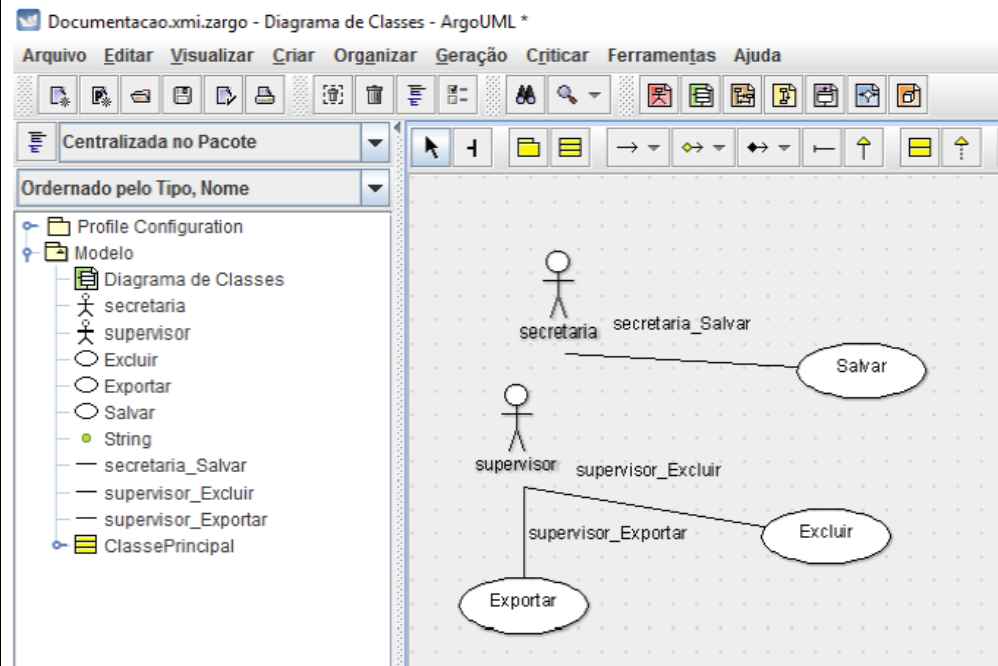 Documentacao.xmi.zargo - Diagrama de Classes - ArgoUML *
Arquivo Editar Visualizar Criar Organizar Geração Criticar Ferramentas Ajuda
Centralizada no Pacote
Ordernado pelo Tipo, Nome
Profile Configuration
Modelo
Diagrama de Classes
secretaria
supervisor
Excluir
Exportar
Salvar
String
secretaria_Salvar
supervisor_Excluir
supervisor_Exportar
ClassePrincipal
secretaria
secretaria_Salvar
Salvar
supervisor
supervisor_Excluir
supervisor_Exportar
Excluir
Exportar